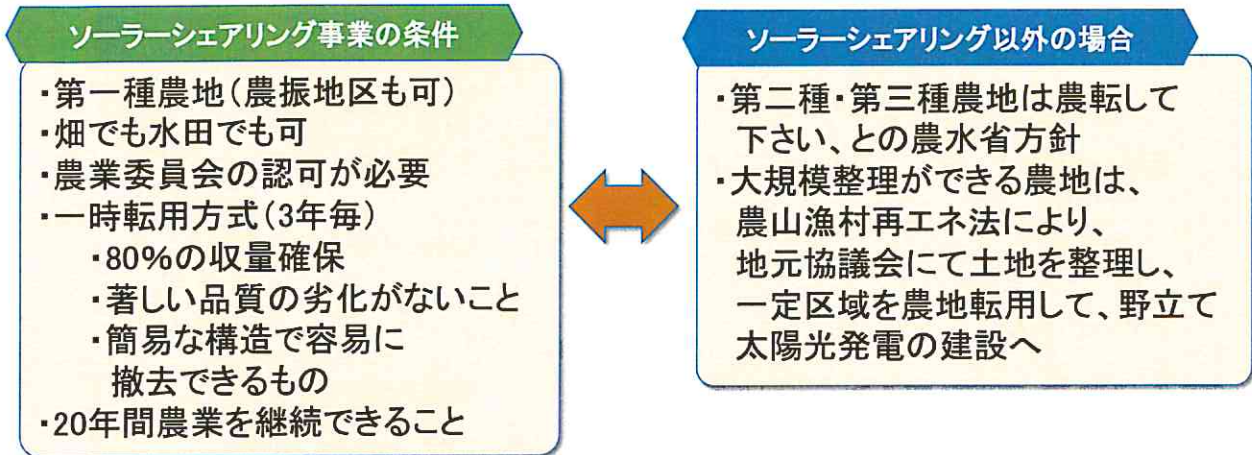 ソーラーシェアリング事業の条件
・第一種農地(農振地区も可)
・畑でも水田でも可
・農業委員会の認可が必要
・一時転用方式(3年毎)
・80%の収量確保
・著しい品質の劣化がないこと
・簡易な構造で容易に
撤去できるもの
・20年間農業を継続できること
ソーラーシェアリング以外の場合
・第二種・第三種農地は農転して
下さい、との農水省方針
・大規模整理ができる農地は、
農山漁村再エネ法により、
地元協議会にて土地を整理し、
一定区域を農地転用して、野立て
太陽光発電の建設へ